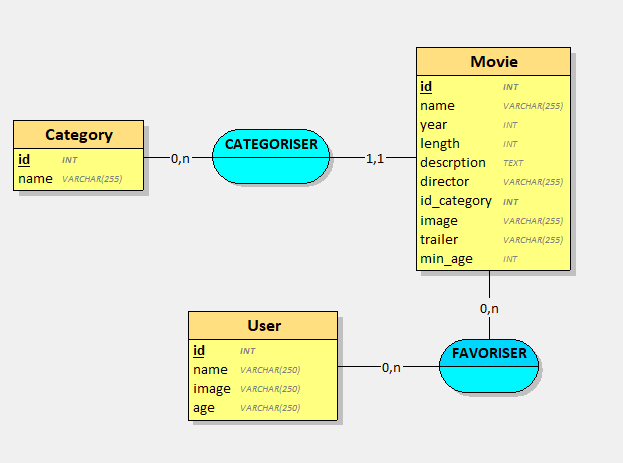 Movie
id INT
name VARCHAR(255)
year INT
length INT
descrption TEXT
director VARCHAR(255)
id_category INT
image VARCHAR(255)
trailer VARCHAR(255)
min_age INT
Category
id INT
name VARCHAR(255)
0,n
CATEGORISER
1,1
0,n
User
id INT
name VARCHAR(250)
image VARCHAR(250)
age VARCHAR(250)
0,n
FAVORISER